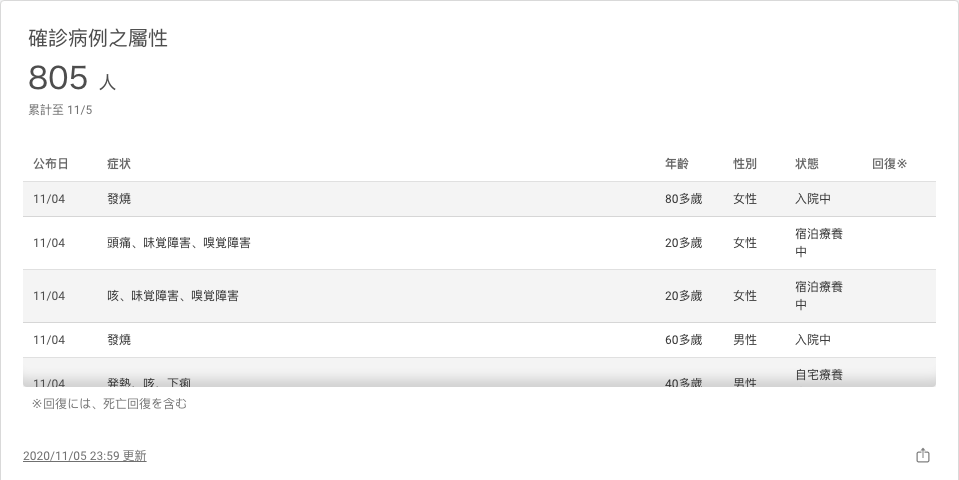 確診病例之屬性
805 人
累計至 11/5
公布日 症状 年齢 性別 状態 回復※
11/04 發燒 80多歲 女性 入院中
11/04 頭痛、味覚障害、嗅覚障害 20多歲 女性 宿泊療養
中
11/04 咳、味覚障害、嗅覚障害 20多歲 女性 宿泊療養
中
11/04 發燒 60多歲 男性 入院中
11/04 発熱、咳、下痢 40多歲 男性 自宅療養
※回復には、死亡回復を含む
2020/11/05 23:59 更新